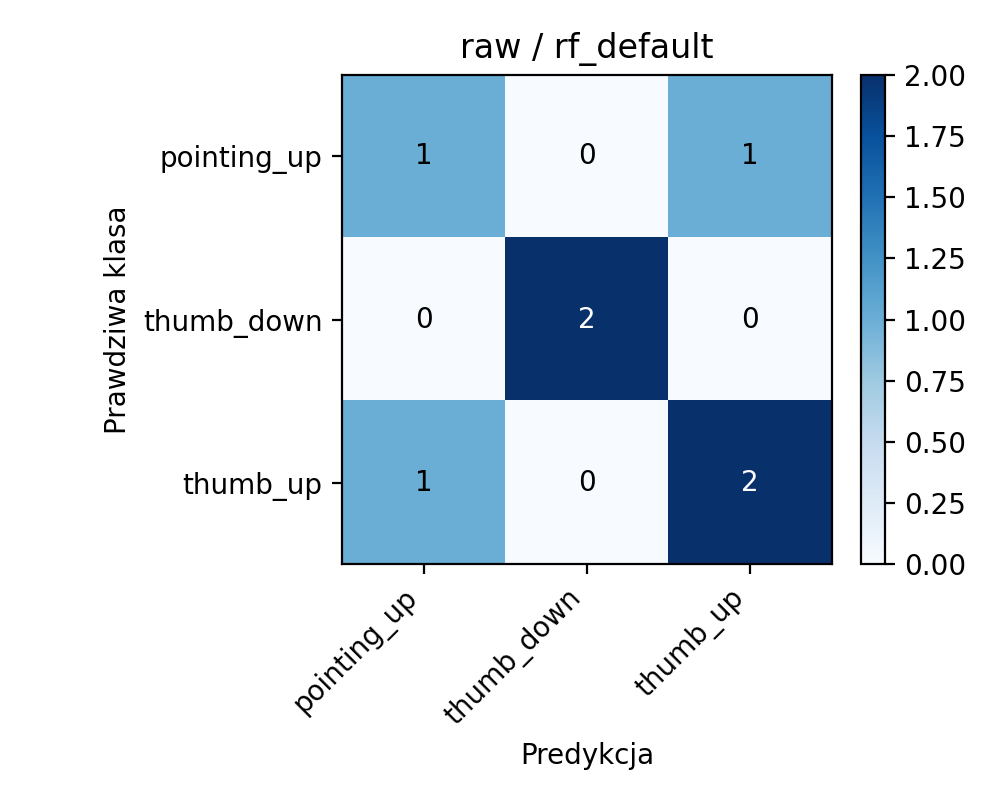 raw / rf_default
Prawdziwa klasa
pointing_up 1 0 1
thumb_down 0 2 0
thumb_up 1 0 2
pointing_up thumb_down thumb_up
Predykcja
2.00
1.75
1.50
1.25
1.00
0.75
0.50
0.25
0.00